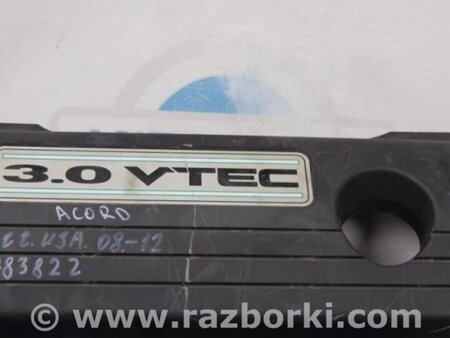 3.0 VTEC
ACORD
USA. 08-12
83822
www.razborki.com